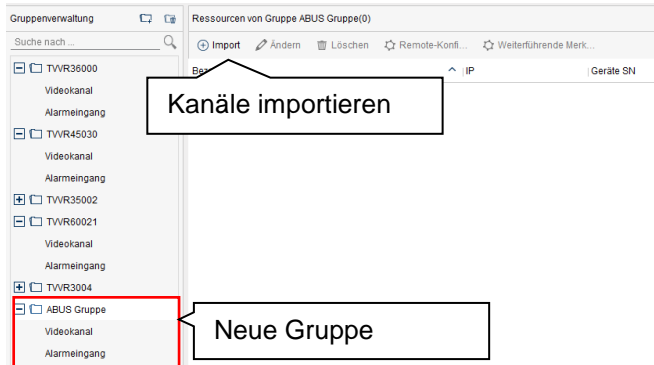 Gruppenverwaltung
Ressourcen von Gruppe ABUS Gruppe(0)
Suche nach ...
Import Ändern Löschen Remote-Konfi... Weiterführende Merk...
IP Geräte SN
Kanäle importieren
TVVR36000
Videokanal
Alarmeingang
TVVR45030
Videokanal
Alarmeingang
TVVR35002
TVVR60021
Videokanal
Alarmeingang
TVVR3004
ABUS Gruppe
Videokanal
Alarmeingang
Neue Gruppe